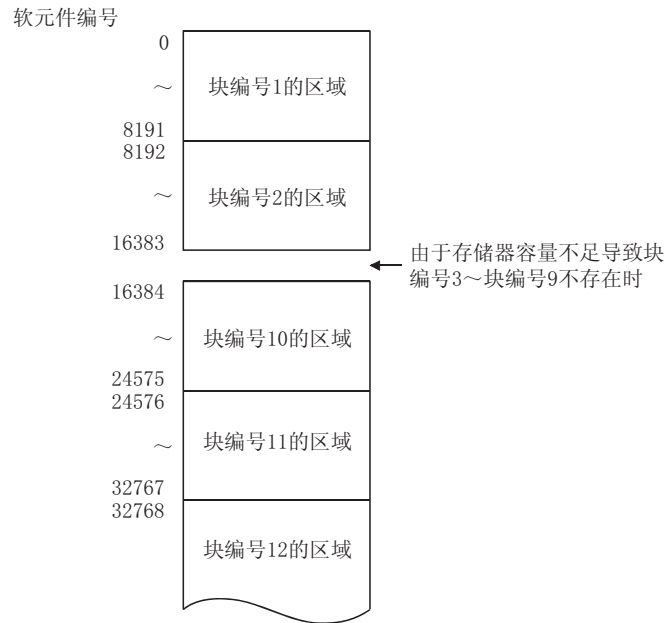 软元件编号
0
～
8191
块编号1的区域
8192
～
16383
块编号2的区域
由于存储器容量不足导致块
编号3～块编号9不存在时
16384
～
24575
块编号10的区域
24576
～
32767
块编号11的区域
32768
块编号12的区域